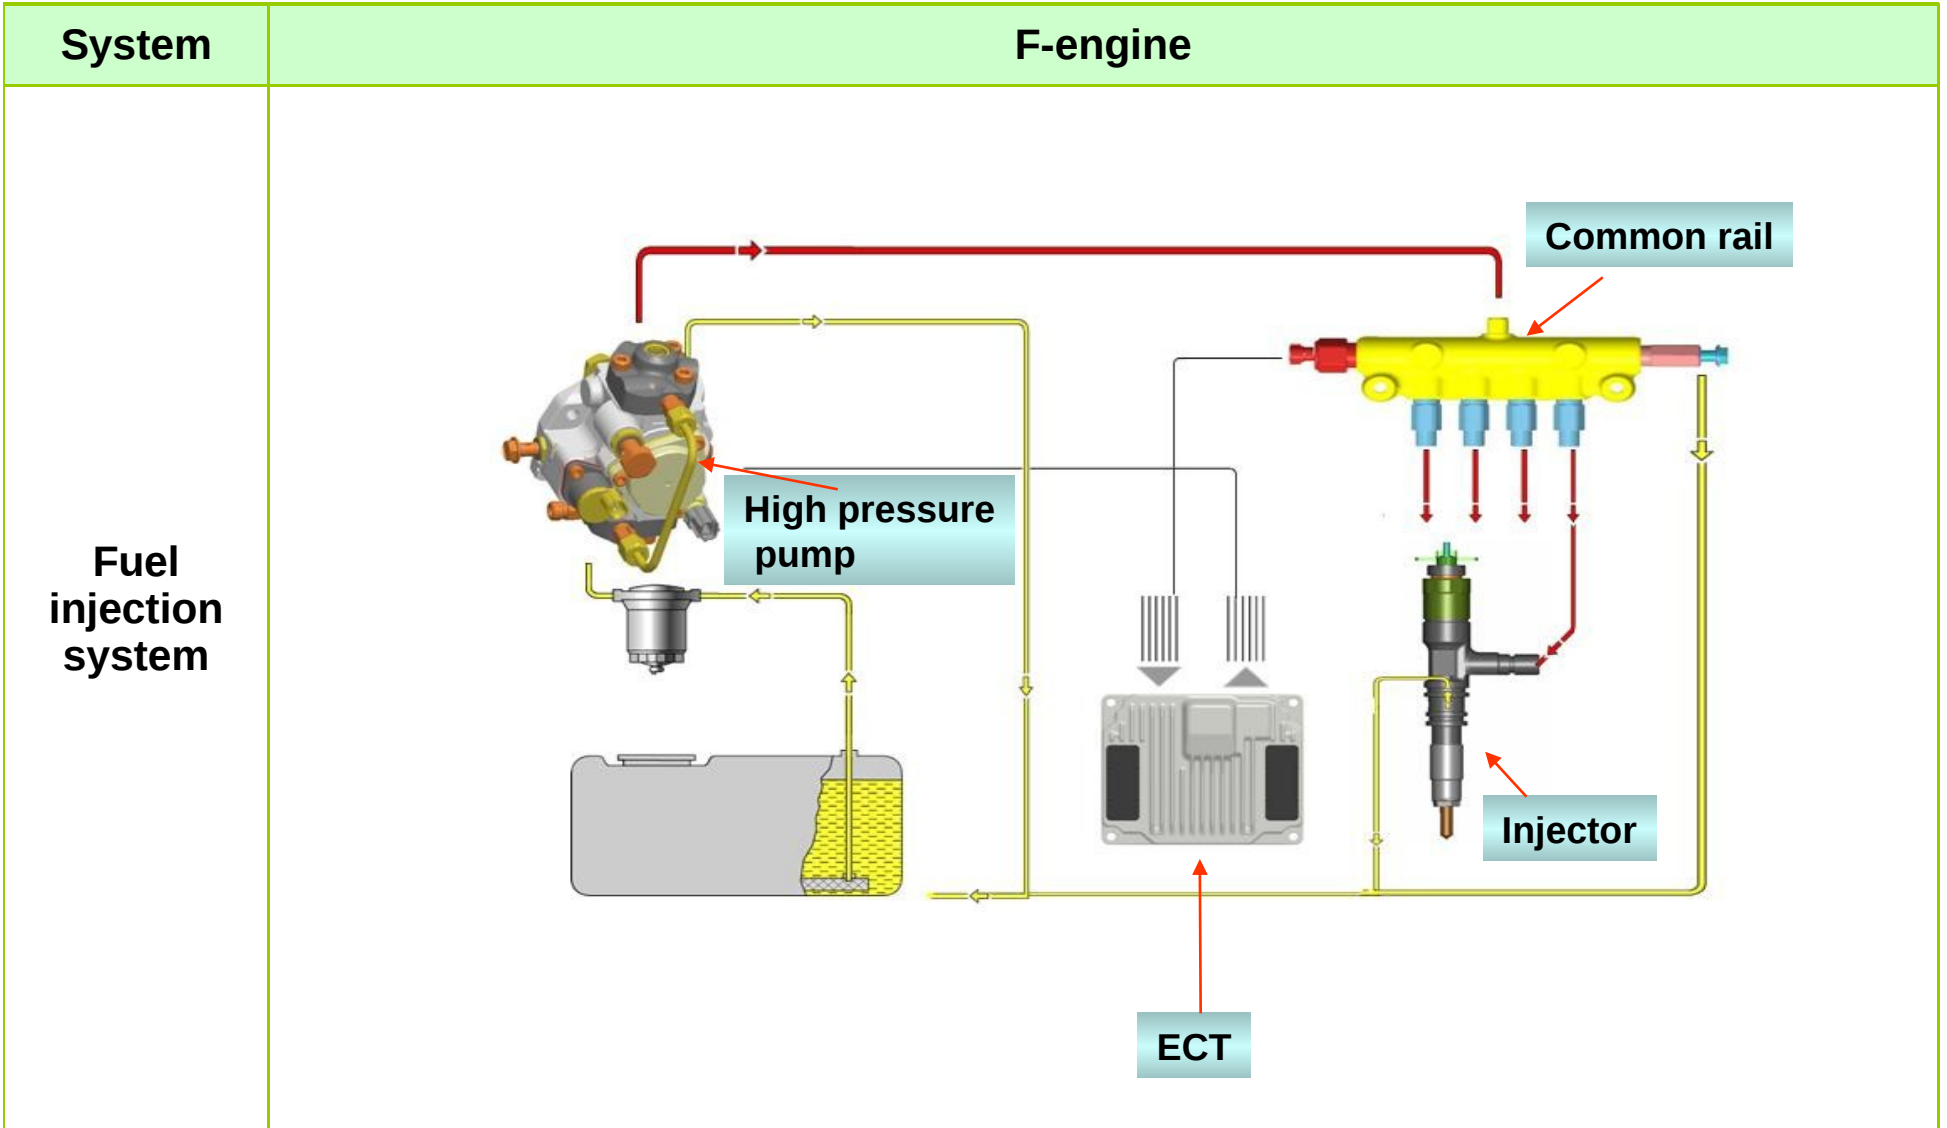 System
F-engine
Common rail
High pressure
pump
Fuel
injection
system
Injector
ECT